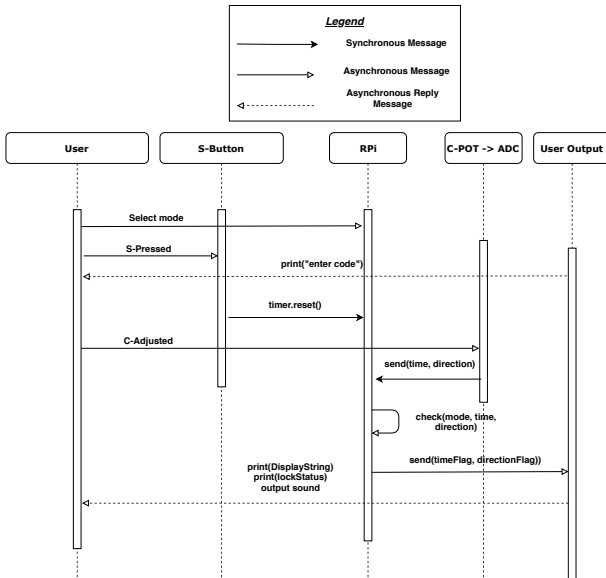 Legend
Synchronous Message
Asynchronous Message
Asynchronous Reply
Message
User
S-Button
RPi
C-POT -> ADC
User Output
Select mode
S-Pressed
print("enter code")
timer.reset()
C-Adjusted
send(time, direction)
check(mode, time,
direction)
send(timeFlag, directionFlag))
print(DisplayString)
print(lockStatus)
output sound